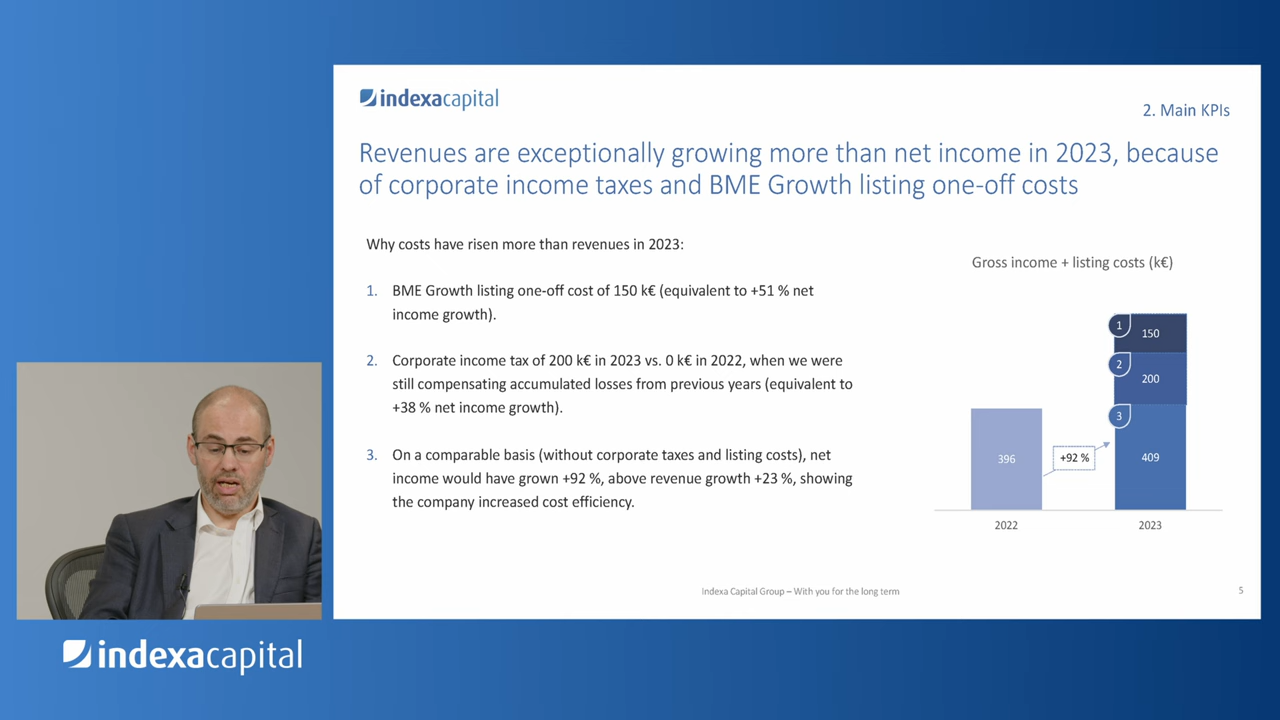 indexacapital
2. Main KPIs
Revenues are exceptionally growing more than net income in 2023, because
of corporate income taxes and BME Growth listing one-off costs
Why costs have risen more than revenues in 2023:
1. BME Growth listing one-off cost of 150 k€ (equivalent to +51 % net
income growth).
2. Corporate income tax of 200 k€ in 2023 vs. 0 k€ in 2022, when we were
still compensating accumulated losses from previous years (equivalent to
+38 % net income growth).
3. On a comparable basis (without corporate taxes and listing costs), net
income would have grown +92 %, above revenue growth +23 %, showing
the company increased cost efficiency.
Gross income + listing costs (k€)
1
150
2
200
3
396
+92 %
409
2022
2023
Indexa Capital Group – With you for the long term
5
indexacapital